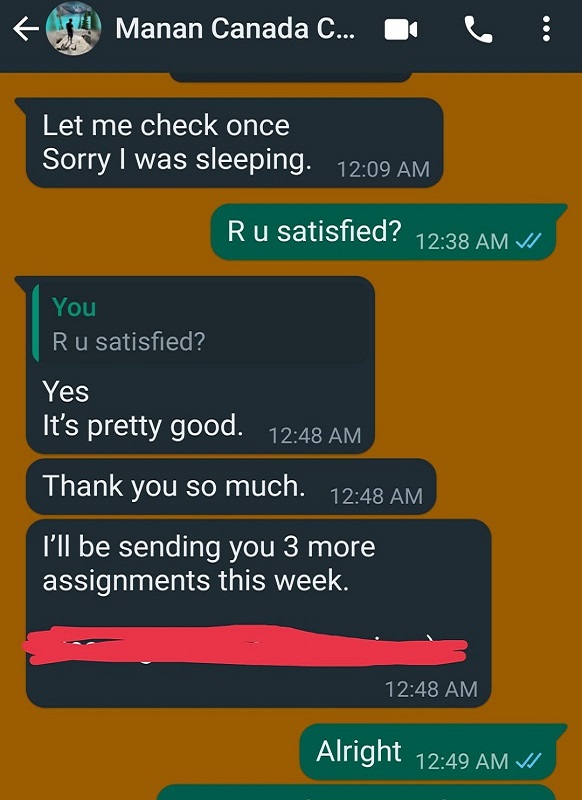 Manan Canada C...
Let me check once
Sorry I was sleeping. 12:09 AM
R u satisfied? 12:38 AM
You
R u satisfied?
Yes
It's pretty good. 12:48 AM
Thank you so much. 12:48 AM
I'll be sending you 3 more
assignments this week.
12:48 AM
Alright 12:49 AM